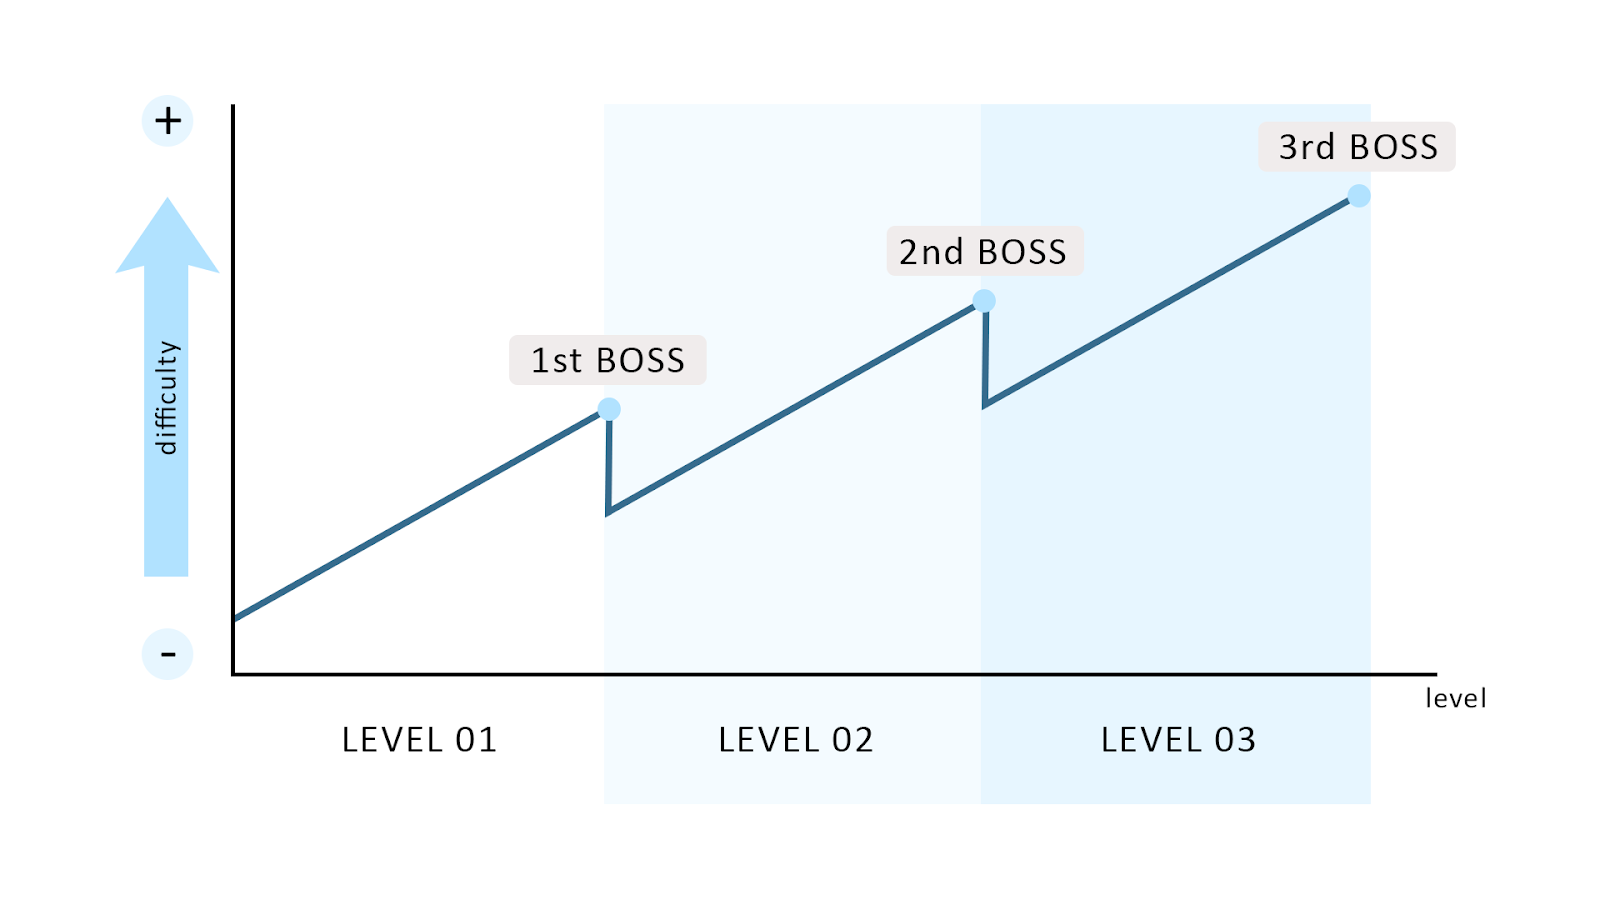 +
3rd BOSS
2nd BOSS
1st BOSS
difficulty
-
level
LEVEL 01
LEVEL 02
LEVEL 03